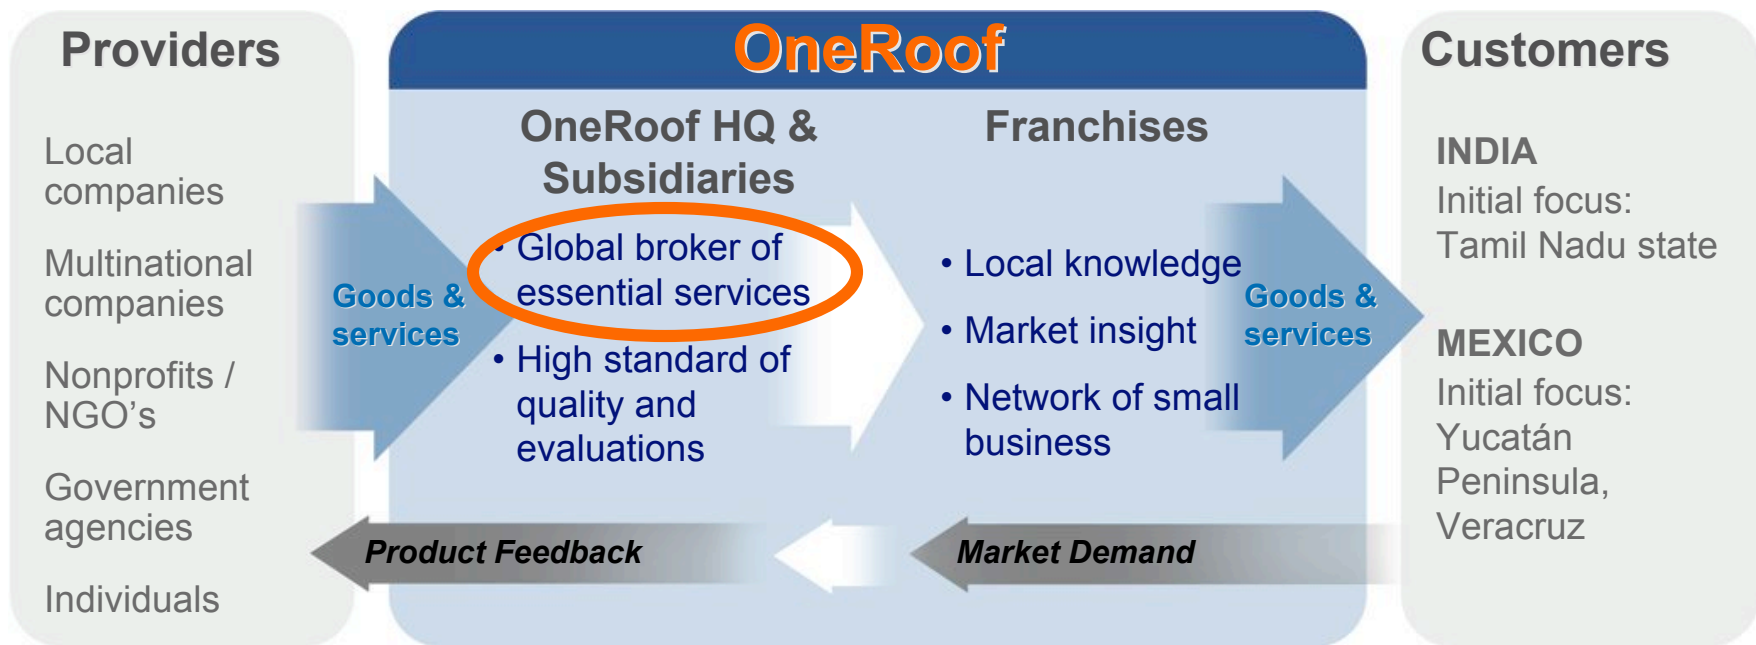 Providers
Local
companies
Multinational
companies
Nonprofits /
NGO's
Government
agencies
Individuals
Goods &
services
OneRoof
OneRoof HQ &
Subsidiaries
• Global broker of
essential services
• High standard of
quality and
evaluations
Franchises
• Local knowledge
• Market insight
• Network of small
business
Goods &
services
Product Feedback
Market Demand
Customers
INDIA
Initial focus:
Tamil Nadu state
MEXICO
Initial focus:
Yucatán
Peninsula,
Veracruz